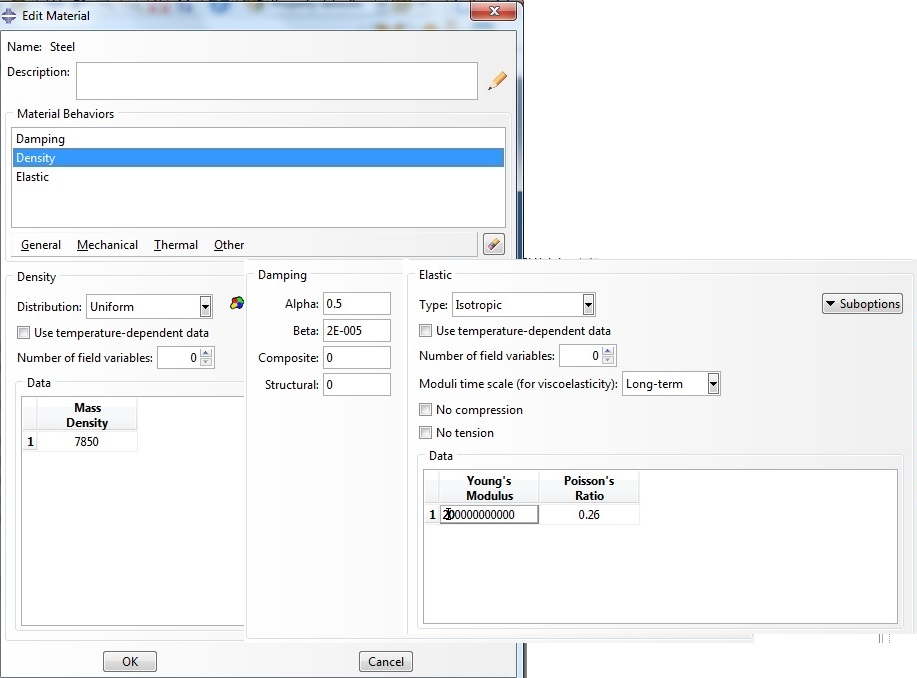 Edit Material
Name: Steel
Description:
Material Behaviors
Damping
Density
Elastic
General Mechanical Thermal Other
Density
Distribution: Uniform
Use temperature-dependent data
Number of field variables: 0
Data
Mass
Density
1 7850
Damping
Alpha: 0.5
Beta: 2E-005
Composite: 0
Structural: 0
Elastic
Type: Isotropic
Suboptions
Use temperature-dependent data
Number of field variables: 0
Moduli time scale (for viscoelasticity): Long-term
No compression
No tension
Data
Young's
Modulus
Poisson's
Ratio
1 200000000000 0.26
OK Cancel